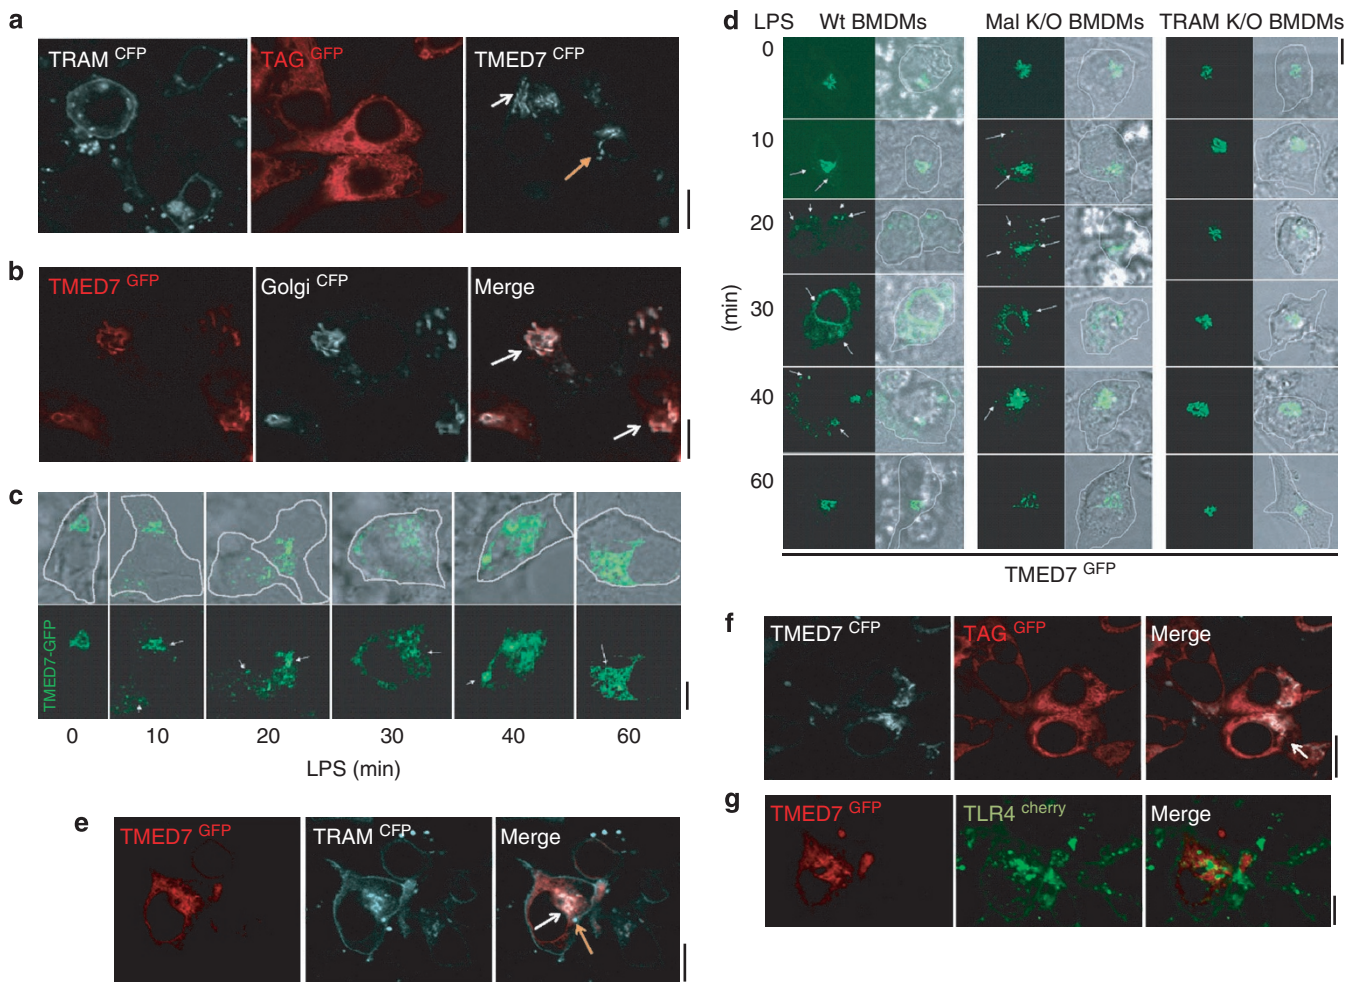 a
TRAM CFP
TAG GFP
TMED7 CFP
b
TMED7 GFP
Golgi CFP
Merge
c
TMED7-GFP
0 10 20 30 40 60
LPS (min)
d
LPS
Wt BMDMs
Mal K/O BMDMs
TRAM K/O BMDMs
0
10
20
30
40
60
(min)
TMED7 GFP
e
TMED7 GFP
TRAM CFP
Merge
f
TMED7 CFP
TAG GFP
Merge
g
TMED7 GFP
TLR4 cherry
Merge